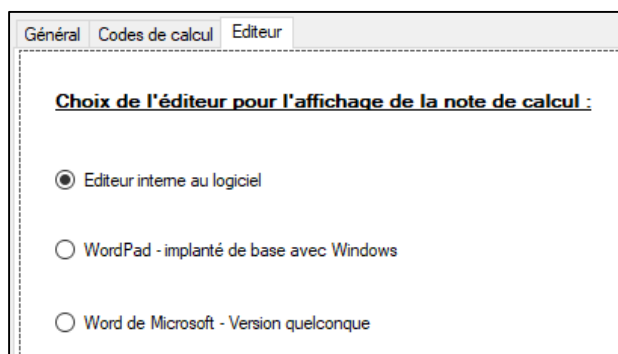 Général Codes de calcul Editeur
Choix de l'éditeur pour l'affichage de la note de calcul :
Editeur interne au logiciel
WordPad - implanté de base avec Windows
Word de Microsoft - Version quelconque